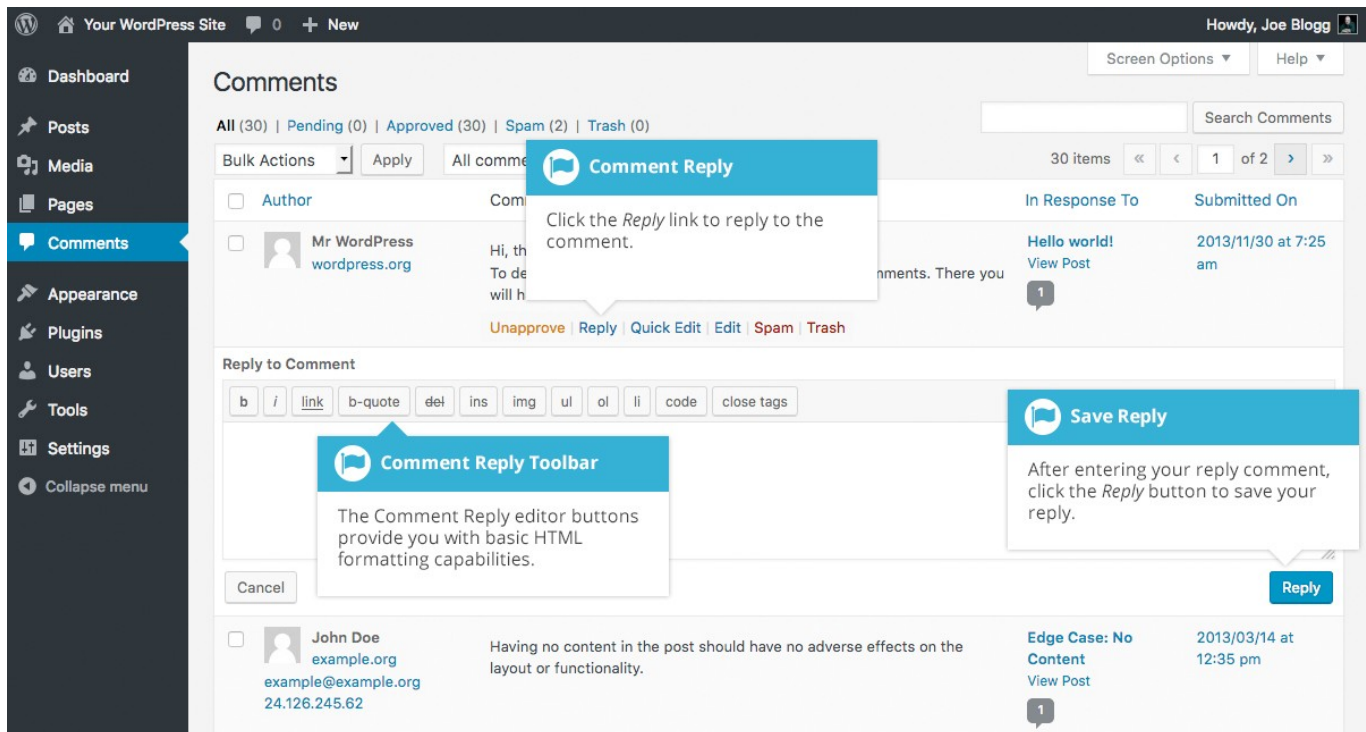 Your WordPress Site 0 + New Howdy, Joe Blogg
Screen Options ▼ Help ▼
Dashboard
Posts
Media
Pages
Comments
Appearance
Plugins
Users
Tools
Settings
Collapse menu
Comments
All (30) | Pending (0) | Approved (30) | Spam (2) | Trash (0)
Search Comments
Bulk Actions Apply All comme
30 items « ‹ 1 of 2 › »
Comment Reply
Click the Reply link to reply to the
comment.
Author Com In Response To Submitted On
Mr WordPress
wordpress.org
Hi, th
To de mments. There you
will h
Unapprove | Reply | Quick Edit | Edit | Spam | Trash
Hello world!
View Post
1
2013/11/30 at 7:25
am
Reply to Comment
b i link b-quote del ins img ul ol li code close tags
Comment Reply Toolbar
The Comment Reply editor buttons
provide you with basic HTML
formatting capabilities.
Save Reply
After entering your reply comment,
click the Reply button to save your
reply.
Cancel Reply
John Doe
example.org
example@example.org
24.126.245.62
Having no content in the post should have no adverse effects on the
layout or functionality.
Edge Case: No
Content
View Post
1
2013/03/14 at
12:35 pm